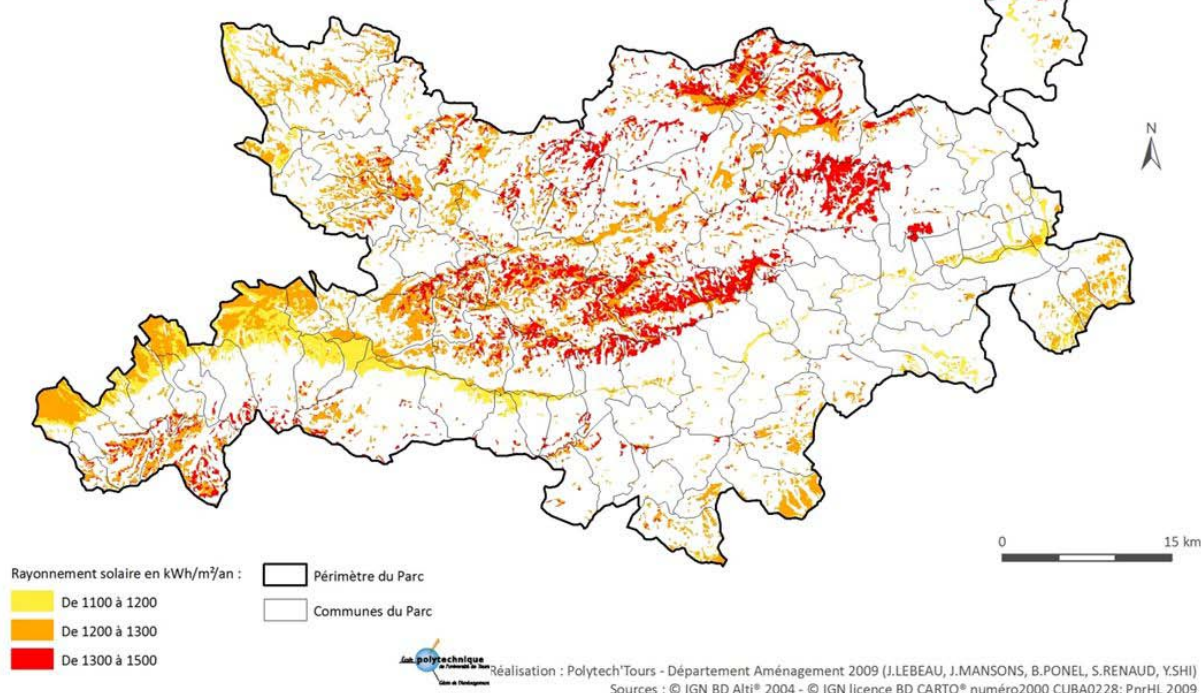 N
0 15 km
Rayonnement solaire en kWh/m²/an :
De 1100 à 1200
De 1200 à 1300
De 1300 à 1500
Périmètre du Parc
Communes du Parc
polytechnique
Réalisation : Polytech'Tours - Département Aménagement 2009 (J.LEBEAU, J.MANSONS, B.PONEL, S.RENAUD, Y.SHI)
Sources : © IGN BD Alti® 2004 - © IGN licence BD CARTO® numéro2000 CUBA0228; PnrHL 2009